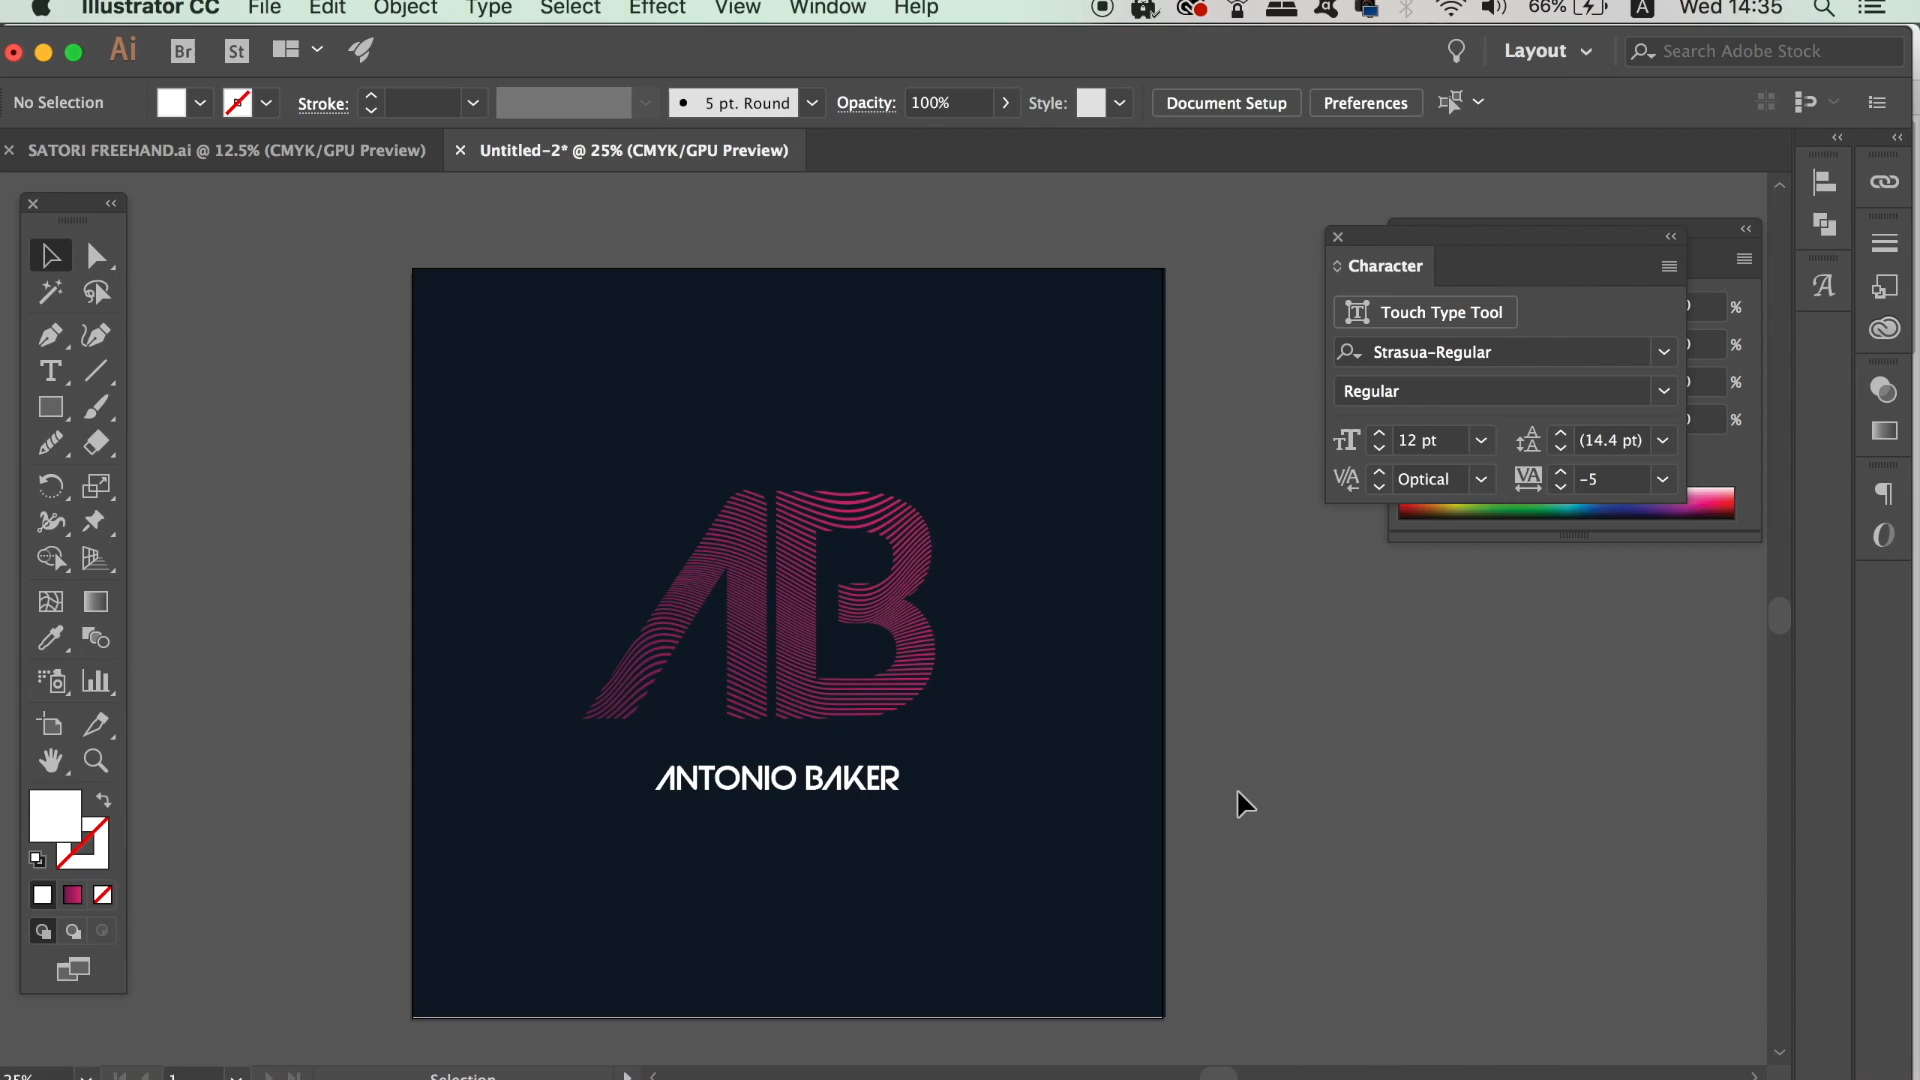 Illustrator CC File Edit Object Type Select Effect View Window Help 66% A Wed 14:35
Ai Br St Layout Search Adobe Stock
No Selection Stroke: 5 pt. Round Opacity: 100% Style: Document Setup Preferences
× SATORI FREEHAND.ai @ 12.5% (CMYK/GPU Preview) × Untitled-2* @ 25% (CMYK/GPU Preview)
Character
Touch Type Tool
Strasua-Regular
Regular
12 pt (14.4 pt)
Optical -5
%
%
%
%
AB
ANTONIO BAKER
25% 1 Selection